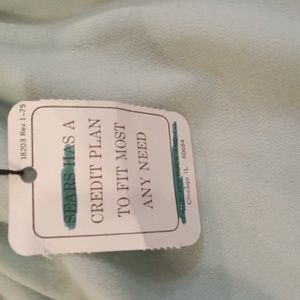 18203 Rev. 1-75
SEARS HAS A
CREDIT PLAN
TO FIT MOST
ANY NEED
Chicago IL 60684